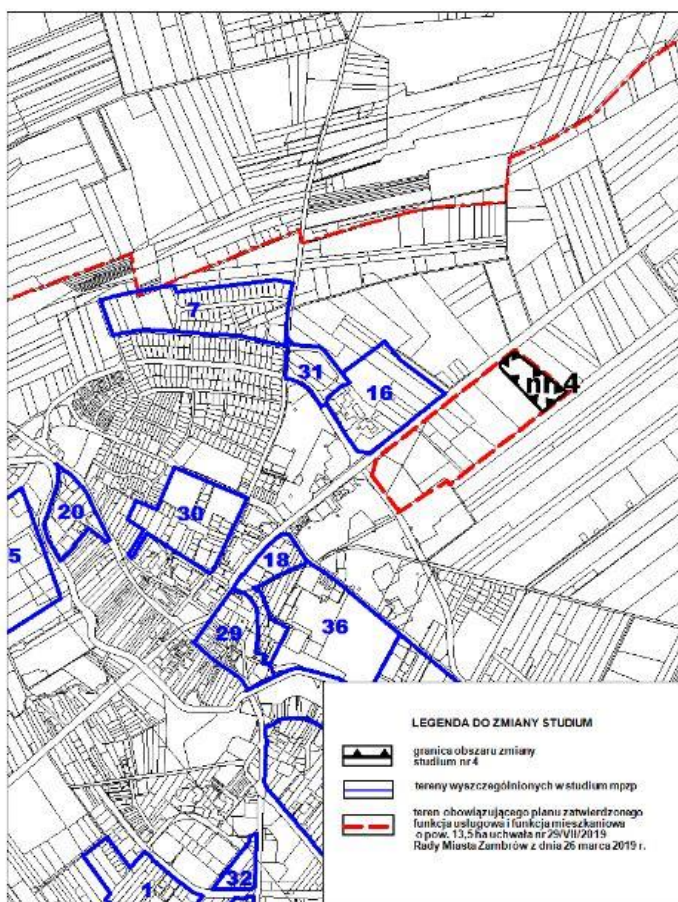 7
31
16
nr 4
20
30
5
18
29
36
LEGENDA DO ZMIANY STUDIUM
granica obszaru zmiany
studium nr 4
tereny wyszczególnionych w studium mpzp
teren obowiązującego planu zatwierdzonego
funkcja usługowa i funkcja mieszkaniowa
o pow. 13,5 ha uchwała nr 29/VII/2019
Rady Miasta Zambrów z dnia 26 marca 2019 r.
32
1